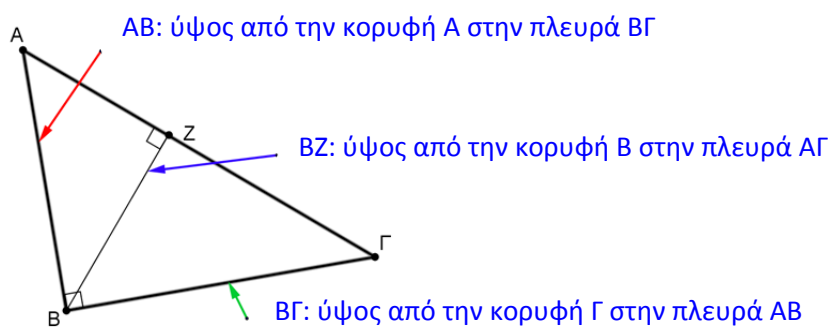 ΑΒ: ύψος από την κορυφή Α στην πλευρά ΒΓ
Α
Ζ
ΒΖ: ύψος από την κορυφή Β στην πλευρά ΑΓ
Γ
Β
ΒΓ: ύψος από την κορυφή Γ στην πλευρά ΑΒ